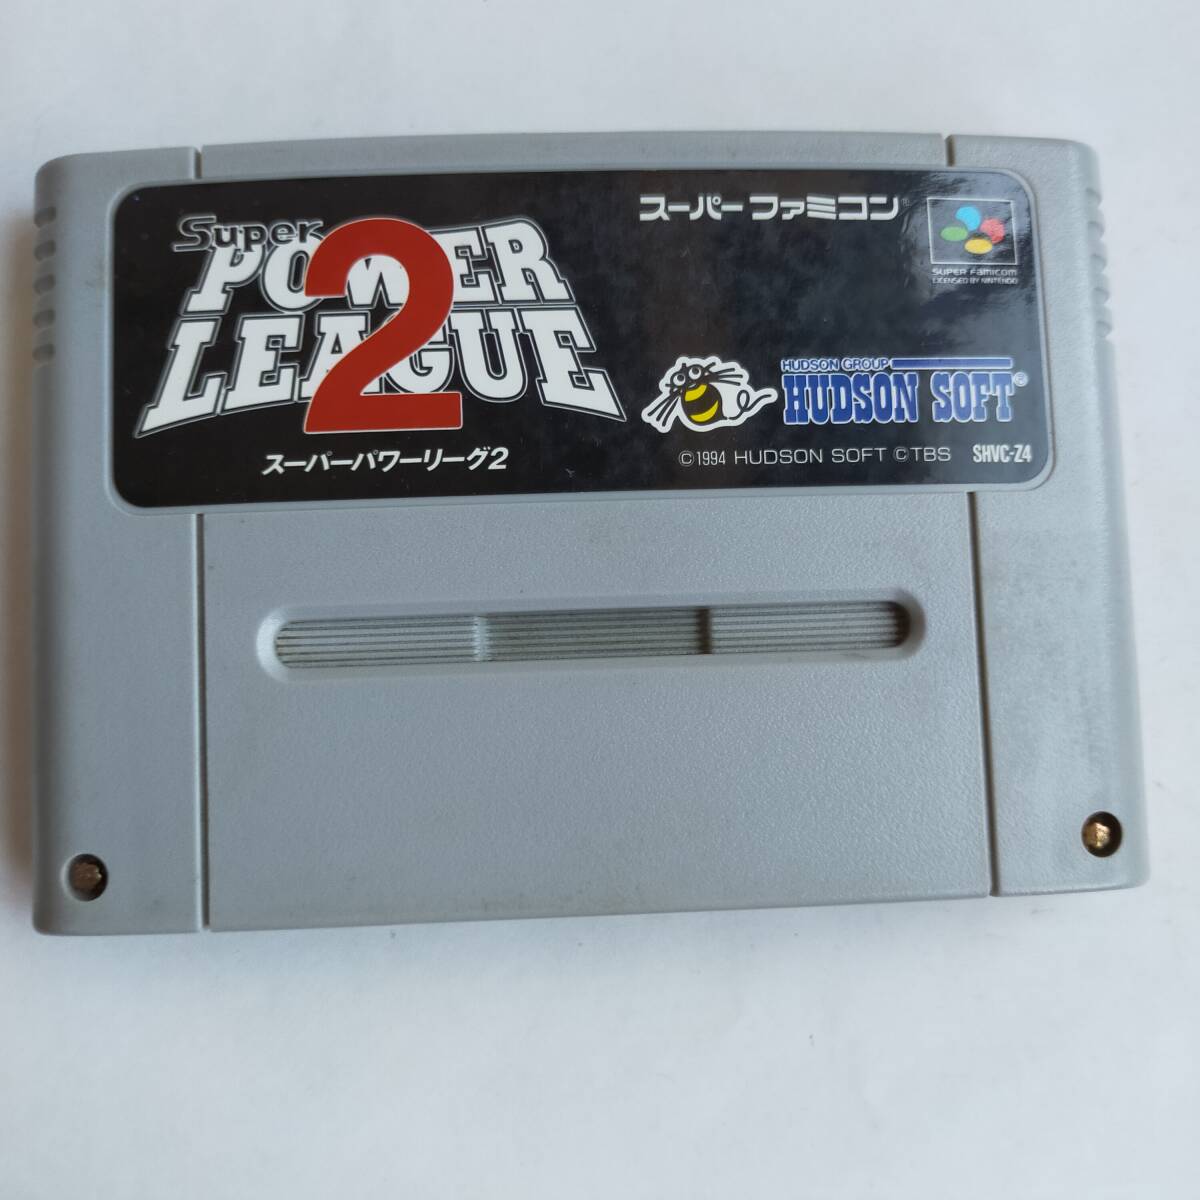 Super
POWER
LEAGUE
2
スーパーパワーリーグ2
スーパーファミコン®
SUPER FAMICOM
LICENSED BY NINTENDO
HUDSON GROUP
HUDSON SOFT®
©1994 HUDSON SOFT ©TBS SHVC-Z4